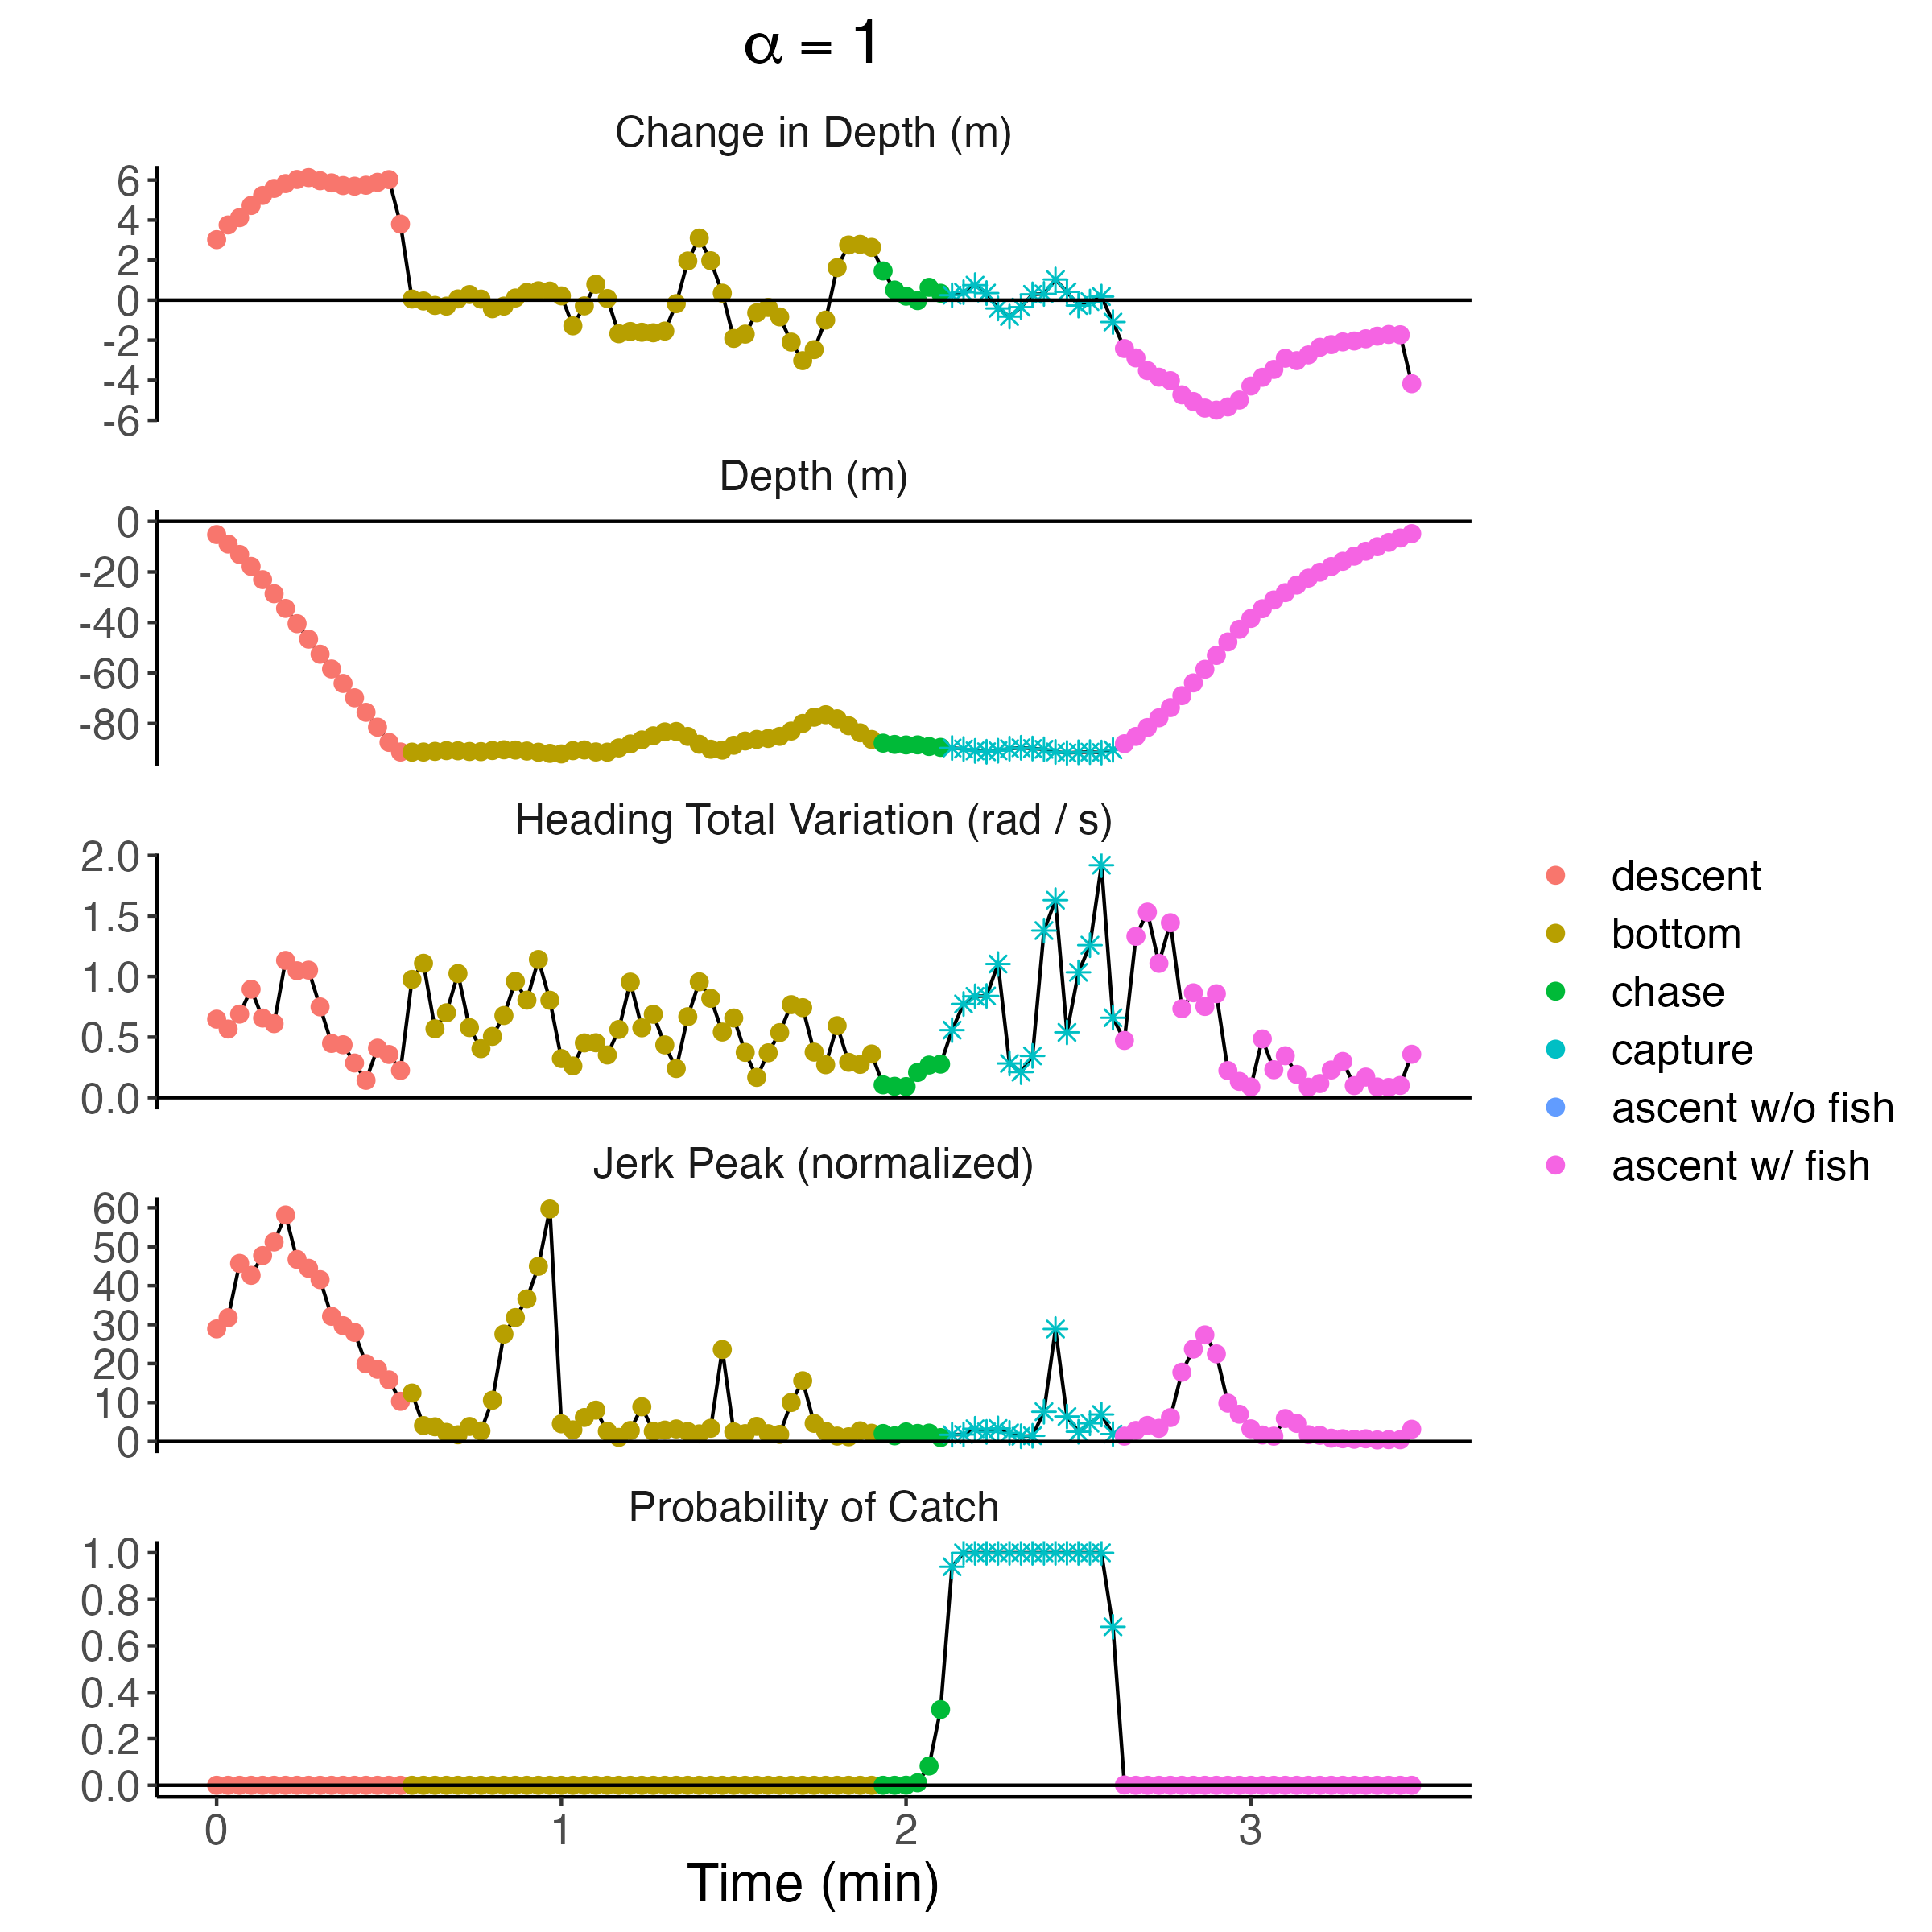 α = 1
Change in Depth (m)
6
4
2
0
-2
-4
-6
Depth (m)
0
-20
-40
-60
-80
Heading Total Variation (rad / s)
2.0
1.5
1.0
0.5
0.0
descent
bottom
chase
capture
ascent w/o fish
ascent w/ fish
Jerk Peak (normalized)
60
50
40
30
20
10
0
Probability of Catch
1.0
0.8
0.6
0.4
0.2
0.0
0 1 2 3
Time (min)